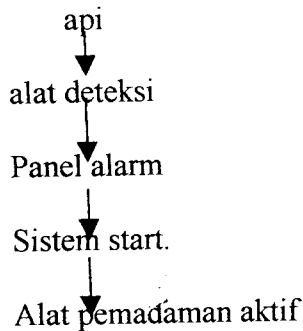 api
alat deteksi
Panel alarm
Sistem start.
Alat pemadaman aktif